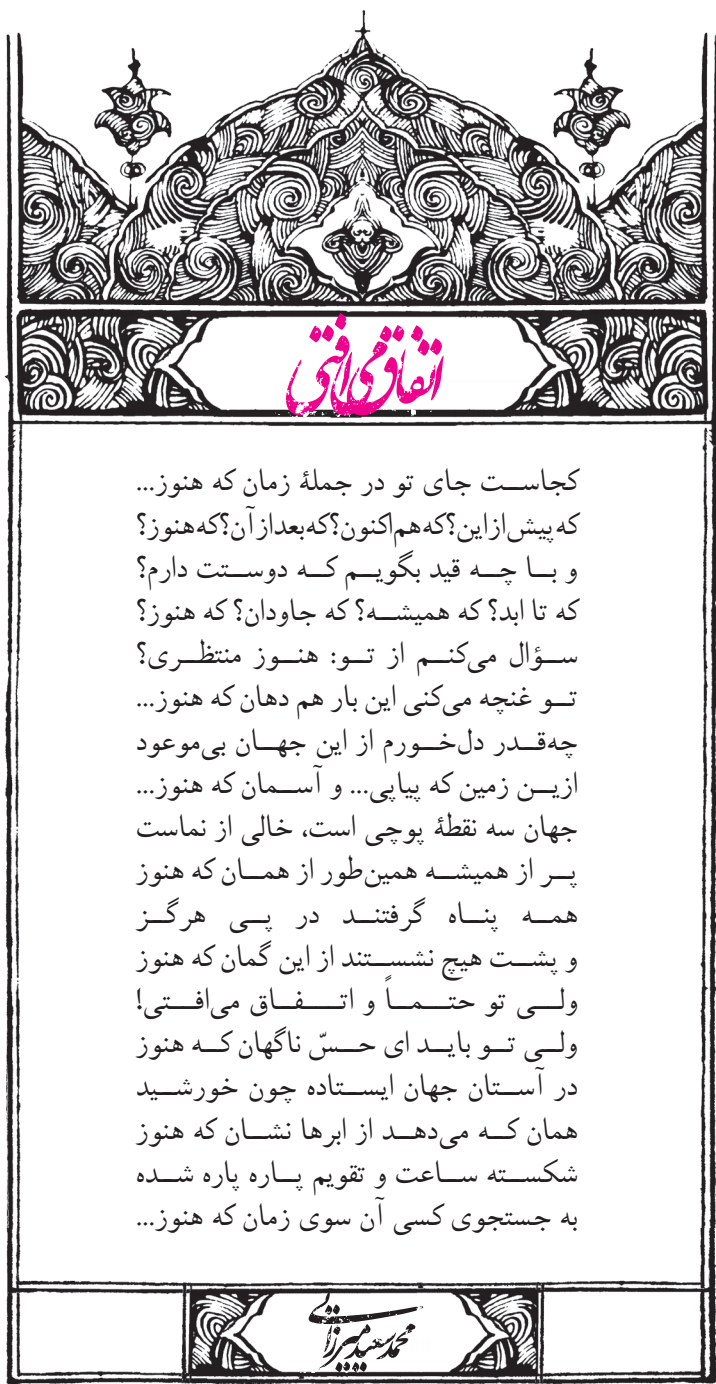 اتفاق می‌افتی
کجاست جای تو در جملهٔ زمان که هنوز...
که پیش از این؟ که هم‌اکنون؟ که بعد از آن؟ که هنوز؟
و با چه قید بگویم که دوستت دارم؟
که تا ابد؟ که همیشه؟ که جاودان؟ که هنوز؟
سؤال می‌کنم از تو: هنوز منتظری؟
تو غنچه می‌کنی این بار هم دهان که هنوز...
چه‌قدر دل‌خورم از این جهان بی‌موعود
ازین زمین که پیاپی... و آسمان که هنوز...
جهان سه نقطهٔ پوچی است، خالی از نماست
پر از همیشه همین‌طور از همان که هنوز
همه پناه گرفتند در پی هرگز
و پشت هیچ نشستند از این گمان که هنوز
ولی تو حتماً و اتفاق می‌افتی!
ولی تو باید ای حسّ ناگهان که هنوز
در آستان جهان ایستاده چون خورشید
همان که می‌دهد از ابرها نشان که هنوز
شکسته ساعت و تقویم پاره پاره شده
به جستجوی کسی آن سوی زمان که هنوز...
محمدسعید میرزائی